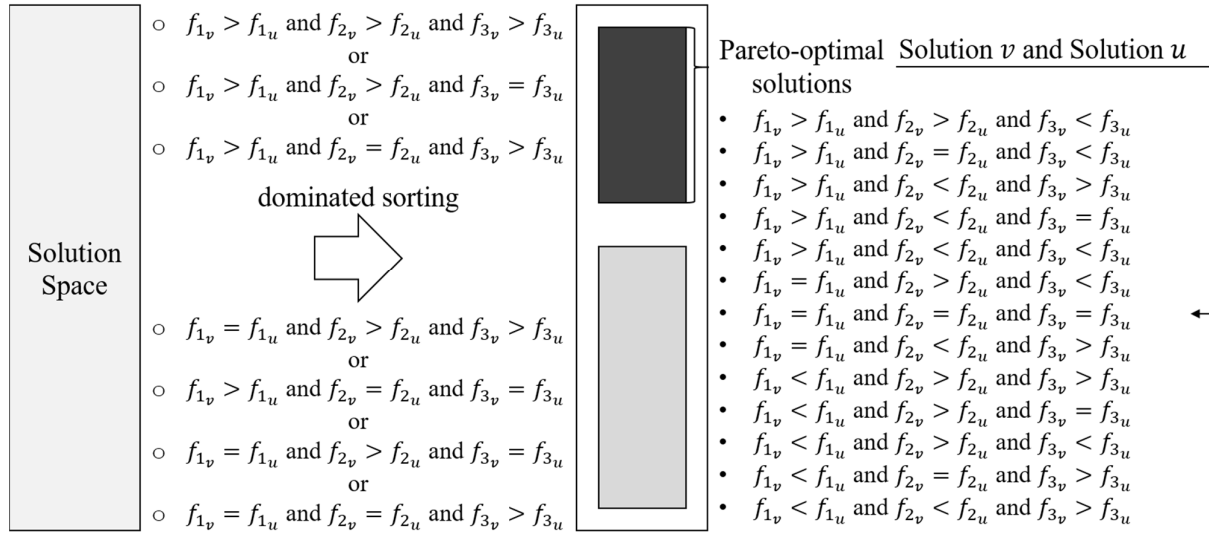 Solution
Space
○ f₁ᵥ > f₁ᵤ and f₂ᵥ > f₂ᵤ and f₃ᵥ > f₃ᵤ
or
○ f₁ᵥ > f₁ᵤ and f₂ᵥ > f₂ᵤ and f₃ᵥ = f₃ᵤ
or
○ f₁ᵥ > f₁ᵤ and f₂ᵥ = f₂ᵤ and f₃ᵥ > f₃ᵤ
dominated sorting
○ f₁ᵥ = f₁ᵤ and f₂ᵥ > f₂ᵤ and f₃ᵥ > f₃ᵤ
or
○ f₁ᵥ > f₁ᵤ and f₂ᵥ = f₂ᵤ and f₃ᵥ = f₃ᵤ
or
○ f₁ᵥ = f₁ᵤ and f₂ᵥ > f₂ᵤ and f₃ᵥ = f₃ᵤ
or
○ f₁ᵥ = f₁ᵤ and f₂ᵥ = f₂ᵤ and f₃ᵥ > f₃ᵤ
Pareto-optimal
solutions
Solution v and Solution u
• f₁ᵥ > f₁ᵤ and f₂ᵥ > f₂ᵤ and f₃ᵥ < f₃ᵤ
• f₁ᵥ > f₁ᵤ and f₂ᵥ = f₂ᵤ and f₃ᵥ < f₃ᵤ
• f₁ᵥ > f₁ᵤ and f₂ᵥ < f₂ᵤ and f₃ᵥ > f₃ᵤ
• f₁ᵥ > f₁ᵤ and f₂ᵥ < f₂ᵤ and f₃ᵥ = f₃ᵤ
• f₁ᵥ > f₁ᵤ and f₂ᵥ < f₂ᵤ and f₃ᵥ < f₃ᵤ
• f₁ᵥ = f₁ᵤ and f₂ᵥ > f₂ᵤ and f₃ᵥ < f₃ᵤ
• f₁ᵥ = f₁ᵤ and f₂ᵥ = f₂ᵤ and f₃ᵥ = f₃ᵤ
• f₁ᵥ = f₁ᵤ and f₂ᵥ < f₂ᵤ and f₃ᵥ > f₃ᵤ
• f₁ᵥ < f₁ᵤ and f₂ᵥ > f₂ᵤ and f₃ᵥ > f₃ᵤ
• f₁ᵥ < f₁ᵤ and f₂ᵥ > f₂ᵤ and f₃ᵥ = f₃ᵤ
• f₁ᵥ < f₁ᵤ and f₂ᵥ > f₂ᵤ and f₃ᵥ < f₃ᵤ
• f₁ᵥ < f₁ᵤ and f₂ᵥ = f₂ᵤ and f₃ᵥ > f₃ᵤ
• f₁ᵥ < f₁ᵤ and f₂ᵥ < f₂ᵤ and f₃ᵥ > f₃ᵤ